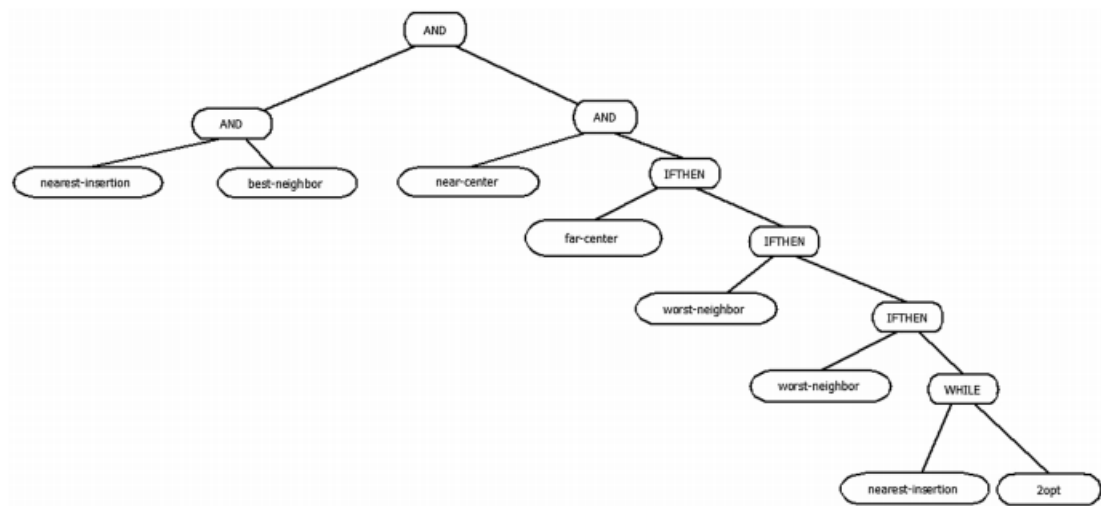 AND
AND
AND
nearest-insertion
best-neighbor
near-center
IFTHEN
far-center
IFTHEN
worst-neighbor
IFTHEN
worst-neighbor
WHILE
nearest-insertion
2opt